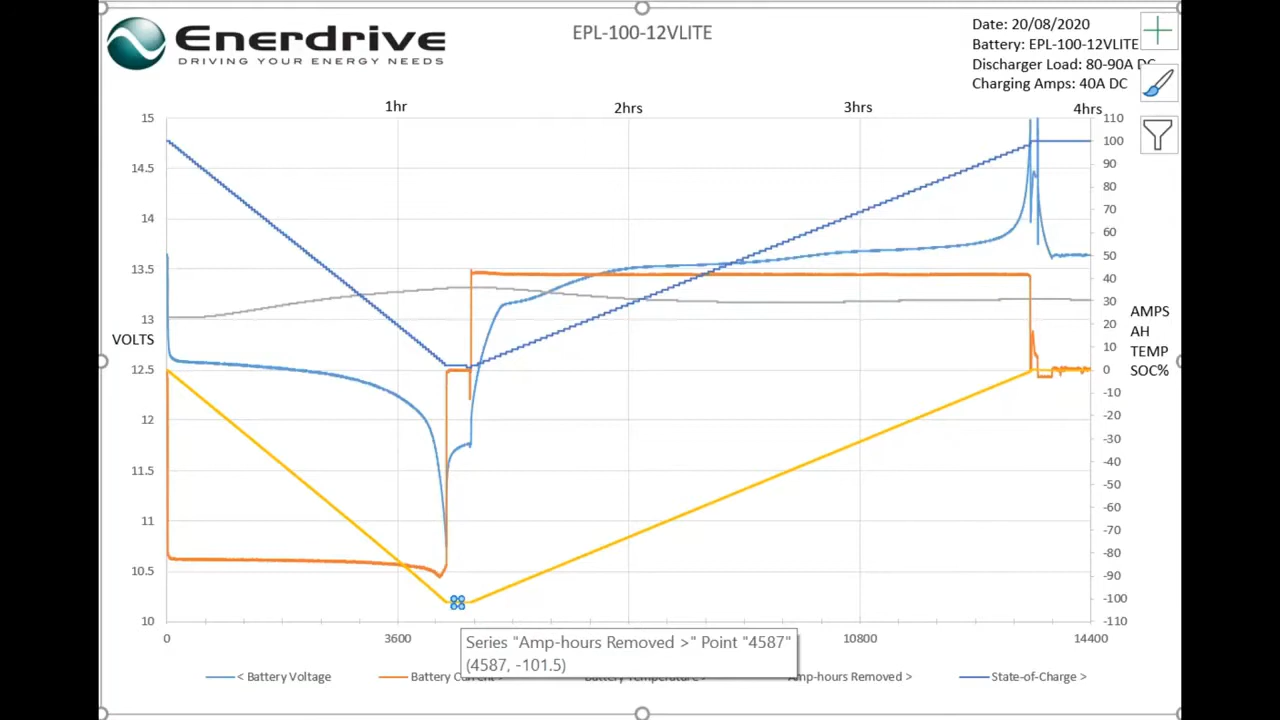 Enerdrive
DRIVING YOUR ENERGY NEEDS
EPL-100-12VLITE
Date: 20/08/2020
Battery: EPL-100-12VLITE
Discharger Load: 80-90A DC
Charging Amps: 40A DC
1hr 2hrs 3hrs 4hrs
15 110
100
14.5 90
80
14 70
60
13.5 50
40
13 30
20
VOLTS
10
12.5 0
-10
12 -20
-30
11.5 -40
-50
11 -60
-70
10.5 -80
-90
-100
10 -110
AMPS
AH
TEMP
SOC%
0 3600 10800 14400
Series "Amp-hours Removed >" Point "4587"
(4587, -101.5)
< Battery Voltage Battery Current > Battery Temperature > Amp-hours Removed > State-of-Charge >